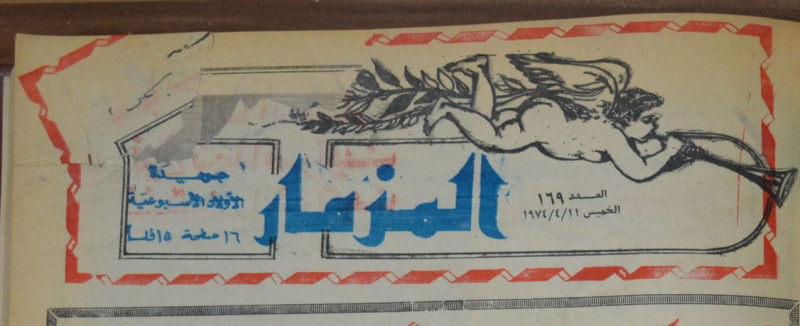 المزمار
العدد ١٦٩
الخميس ١٩٧٤/٤/١١
جريدة
الأولاد الأسبوعية
١٦ صفحة ١٥ فلساً